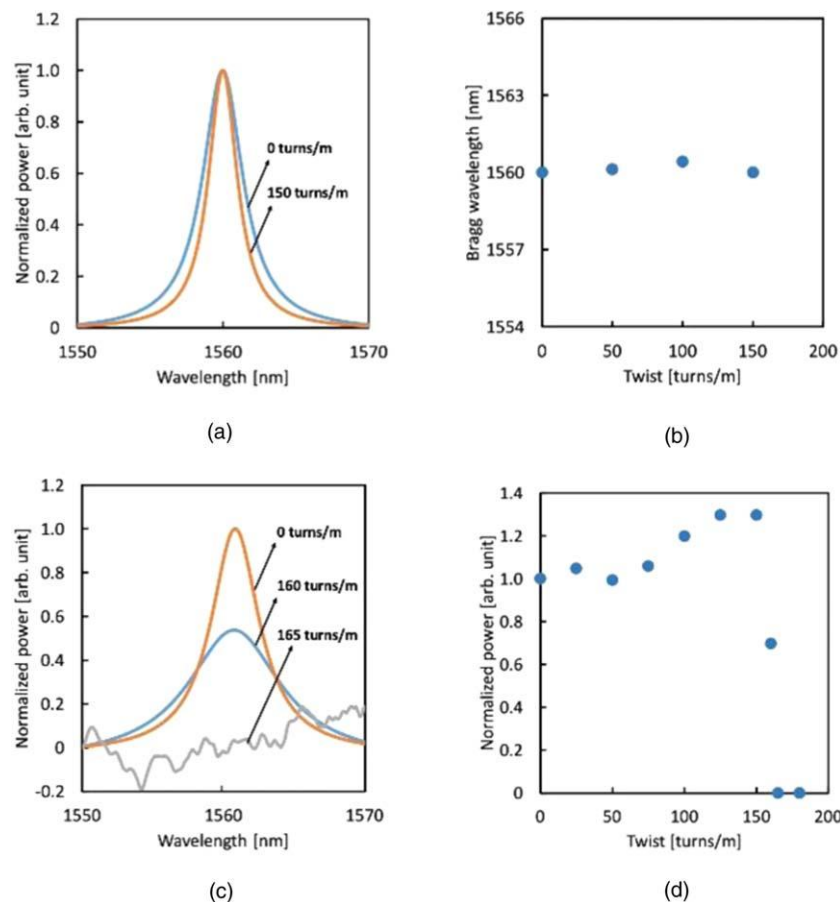 1.2
1.0
0.8
0.6
0.4
0.2
0
Normalized power [arb. unit]
0 turns/m
150 turns/m
1550
1560
1570
Wavelength [nm]
(a)
1566
1563
1560
1557
1554
Bragg wavelength [nm]
0
50
100
150
200
Twist [turns/m]
(b)
1.2
1.0
0.8
0.6
0.4
0.2
0
-0.2
Normalized power [arb. unit]
0 turns/m
160 turns/m
165 turns/m
1550
1560
1570
Wavelength [nm]
(c)
1.4
1.2
1.0
0.8
0.6
0.4
0.2
0
Normalized power [arb. unit]
0
50
100
150
200
Twist [turns/m]
(d)